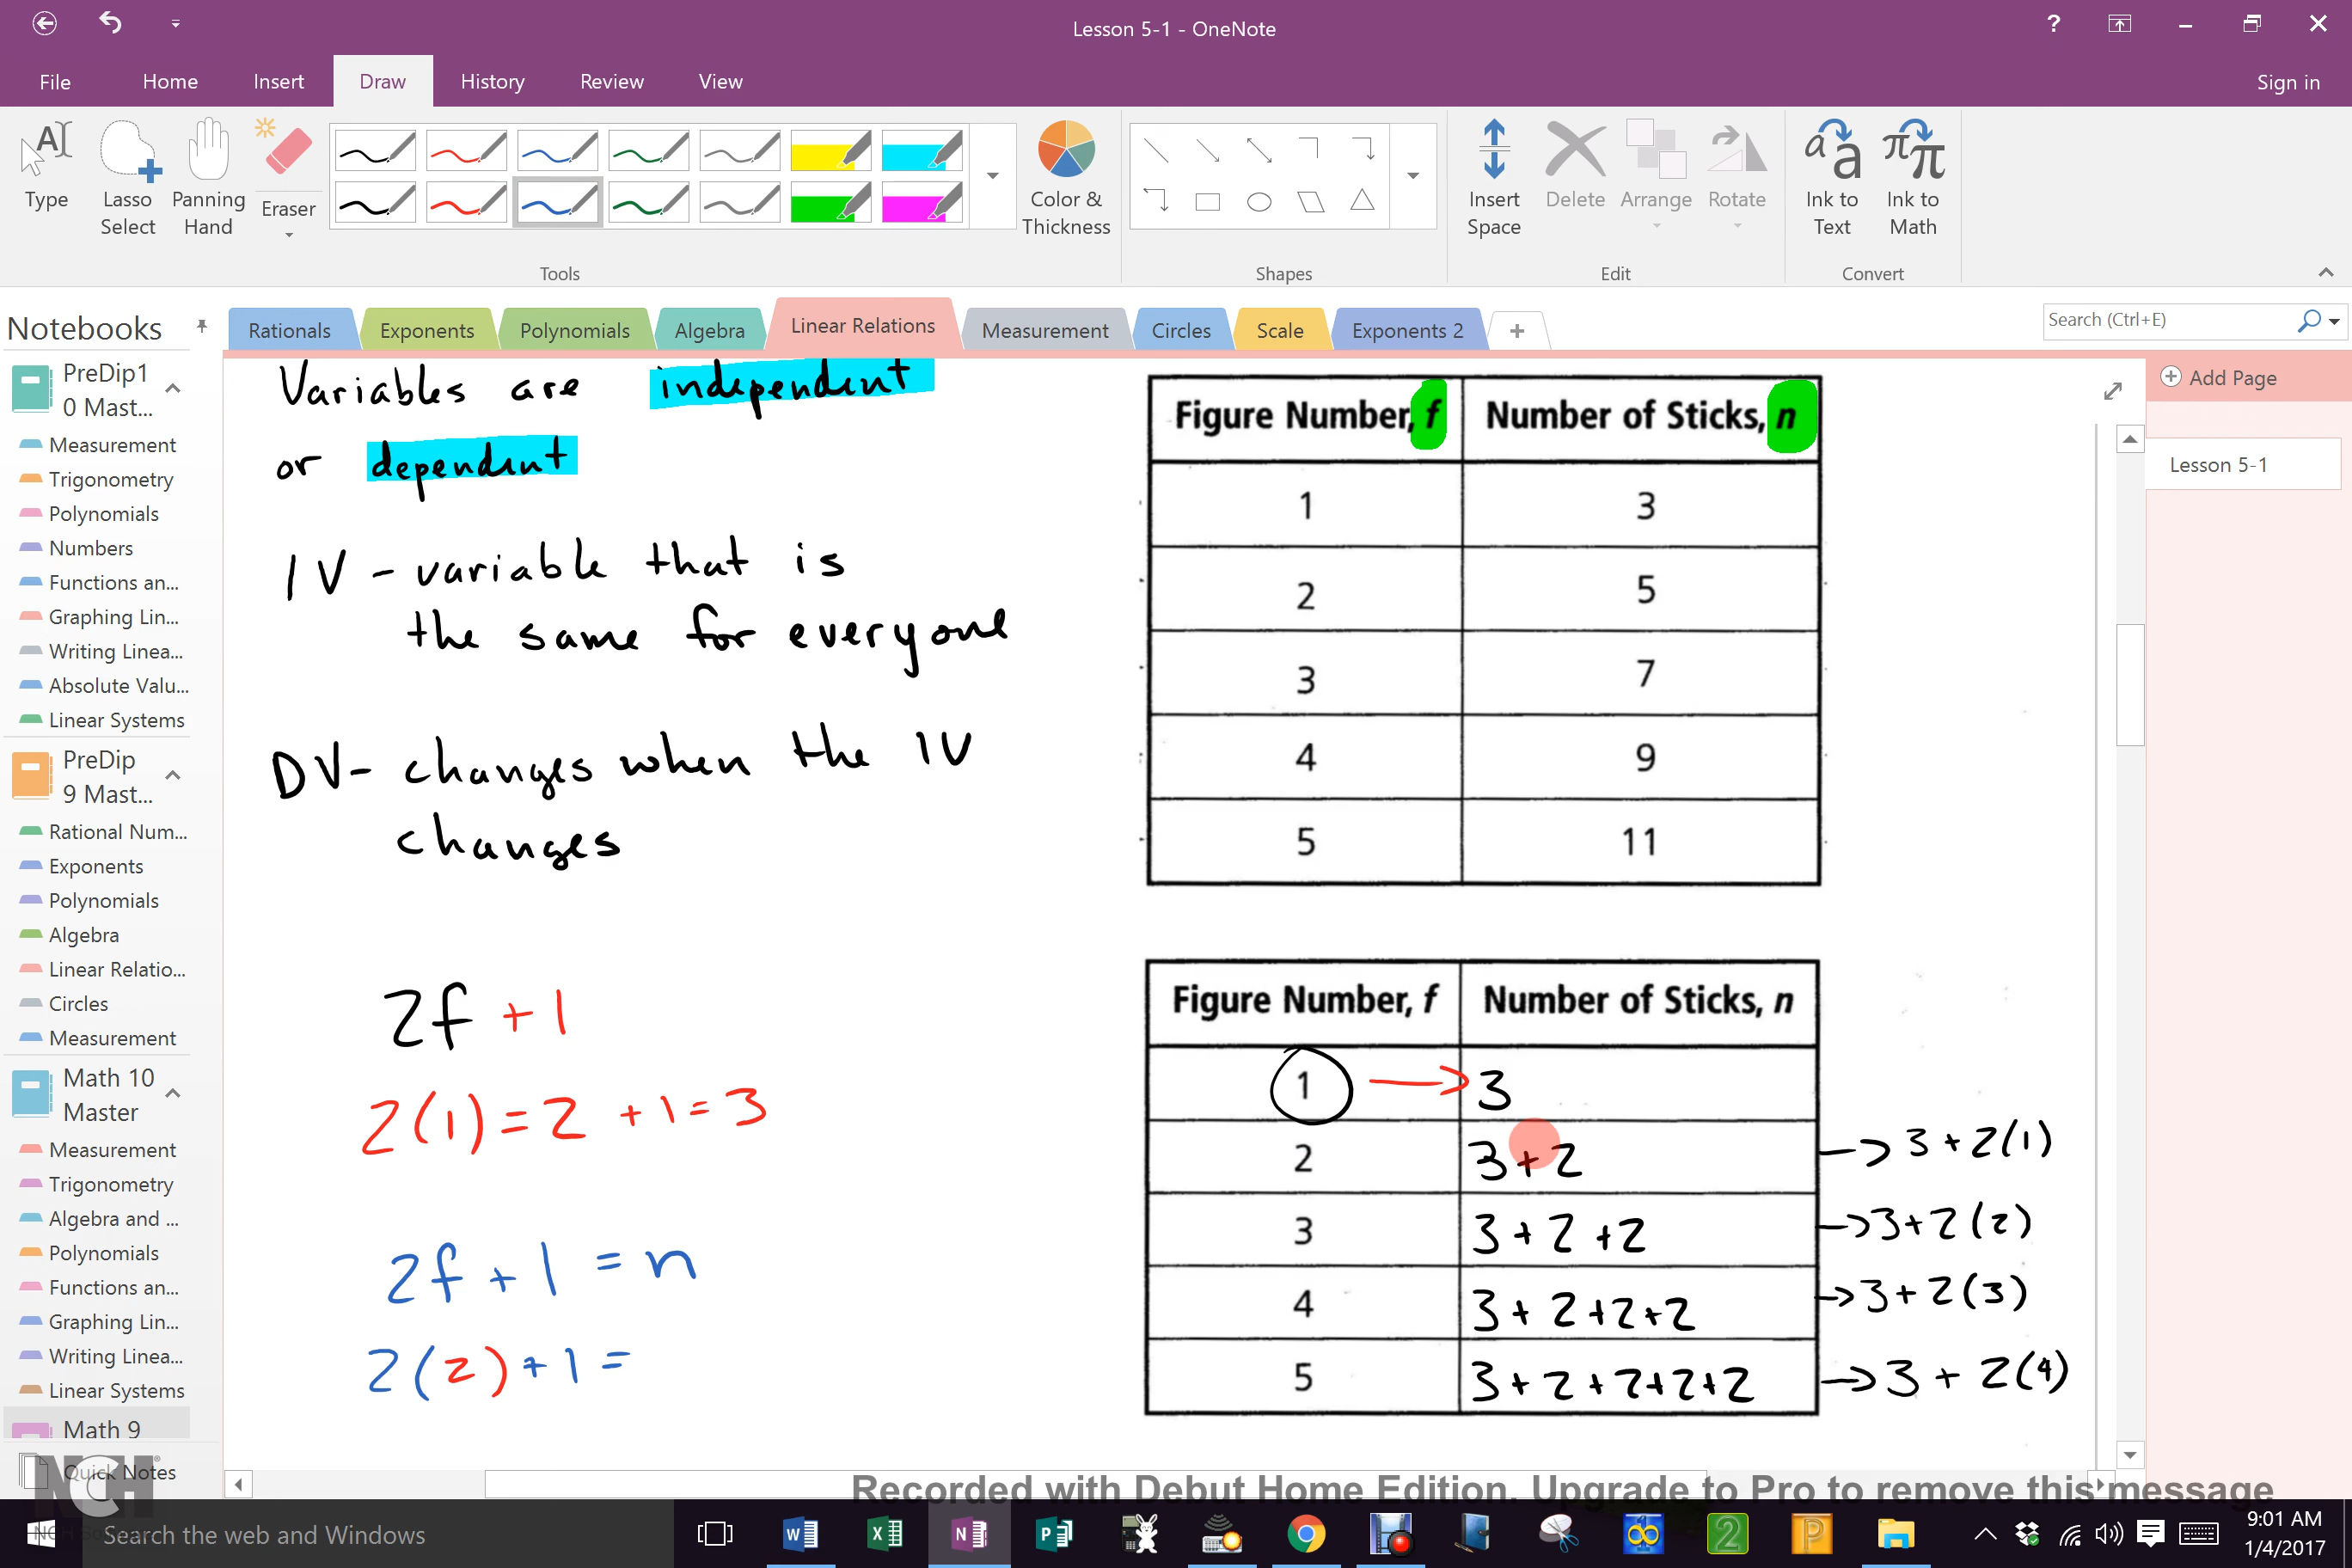 Lesson 5-1 - OneNote
?
File Home Insert Draw History Review View Sign in
Type
Lasso Select
Panning Hand
Eraser
Color & Thickness
Insert Space
Delete Arrange Rotate
Ink to Text
Ink to Math
Tools Shapes Edit Convert
Notebooks
Rationals Exponents Polynomials Algebra Linear Relations Measurement Circles Scale Exponents 2 +
Search (Ctrl+E)
PreDip1
0 Mast...
Measurement
Trigonometry
Polynomials
Numbers
Functions an...
Graphing Lin...
Writing Linea...
Absolute Valu...
Linear Systems
PreDip
9 Mast...
Rational Num...
Exponents
Polynomials
Algebra
Linear Relatio...
Circles
Measurement
Math 10
Master
Measurement
Trigonometry
Algebra and ...
Polynomials
Functions an...
Graphing Lin...
Writing Linea...
Linear Systems
Math 9
Quick Notes
Variables are independent
or dependent
IV - variable that is
the same for everyone
DV- changes when the IV
changes
2f + 1
2(1) = 2 + 1 = 3
2f + 1 = n
2(2) + 1 =
Figure Number, f Number of Sticks, n
1 3
2 5
3 7
4 9
5 11
Figure Number, f Number of Sticks, n
1 → 3
2 3+2 → 3 + 2(1)
3 3 + 2 + 2 → 3 + 2(2)
4 3 + 2 + 2 + 2 → 3 + 2(3)
5 3 + 2 + 2 + 2 + 2 → 3 + 2(4)
Add Page
Lesson 5-1
NCH
Recorded with Debut Home Edition. Upgrade to Pro to remove this message
Search the web and Windows
9:01 AM
1/4/2017